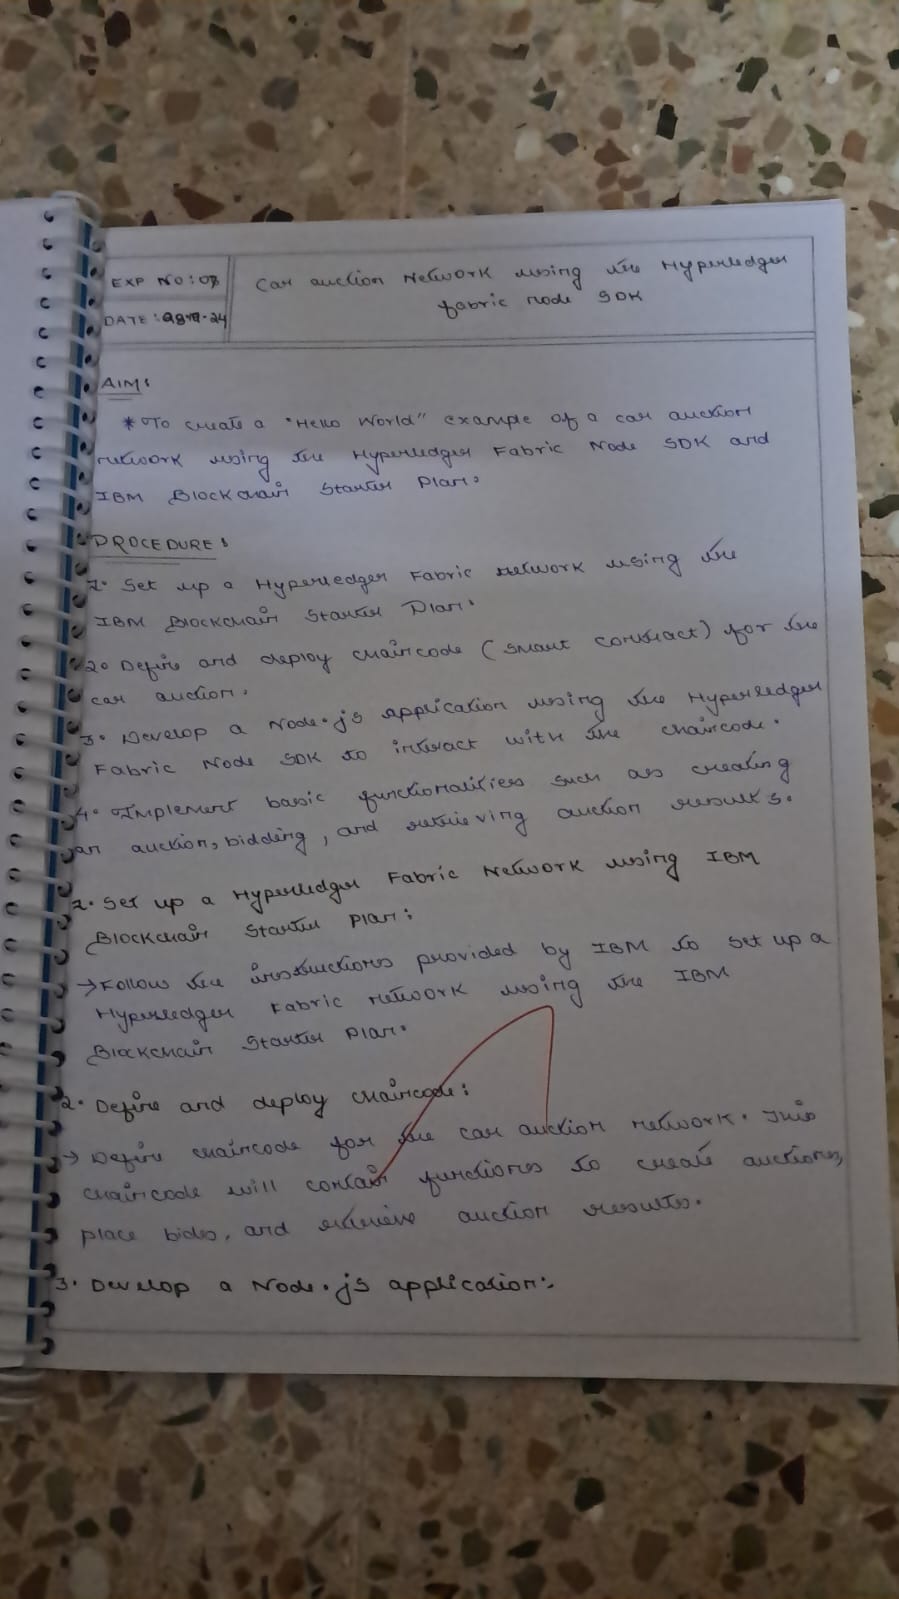 EXP NO: 07
Car auction Network using the Hyperledger
fabric node SDK
DATE:
AIM:
* To create a "Hello World" example of a car auction
network using the Hyperledger Fabric Node SDK and
IBM Blockchain Starter Plan.
PROCEDURE:
1. Set up a Hyperledger Fabric network using the
IBM Blockchain Starter Plan.
2. Define and deploy chaincode (smart contract) for the
car auction.
3. Develop a Node.js application using the Hyperledger
Fabric Node SDK to interact with the chaincode.
4. Implement basic functionalities such as creating
an auction, bidding, and retrieving auction results.
1. Set up a Hyperledger Fabric Network using IBM
Blockchain Starter Plan:
→ Follow the instructions provided by IBM to set up a
Hyperledger Fabric network using the IBM
Blockchain Starter Plan.
2. Define and deploy chaincode:
→ Define chaincode for the car auction network. This
chaincode will contain functions to create auctions,
place bids, and retrieve auction results.
3. Develop a Node.js application: